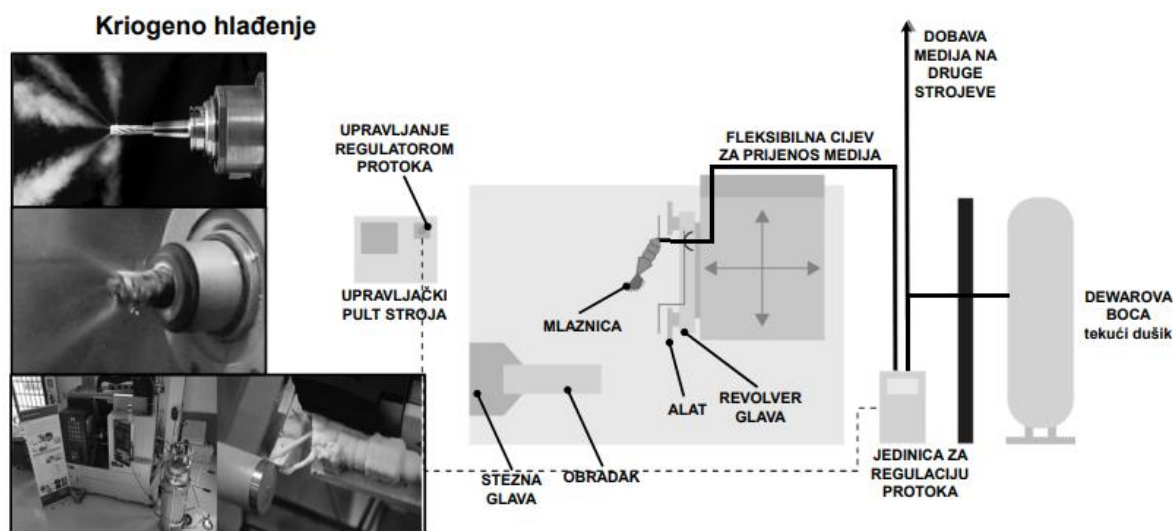 Kriogeno hlađenje
DOBAVA
MEDIJA NA
DRUGE
STROJEVE
UPRAVLJANJE
REGULATOROM
PROTOKA
FLEKSIBILNA CIJEV
ZA PRIJENOS MEDIJA
UPRAVLJAČKI
PULT STROJA
MLAZNICA
DEWAROVA
BOCA
tekući dušik
ALAT
REVOLVER
GLAVA
STEZNA
GLAVA
OBRADAK
JEDINICA ZA
REGULACIJU
PROTOKA